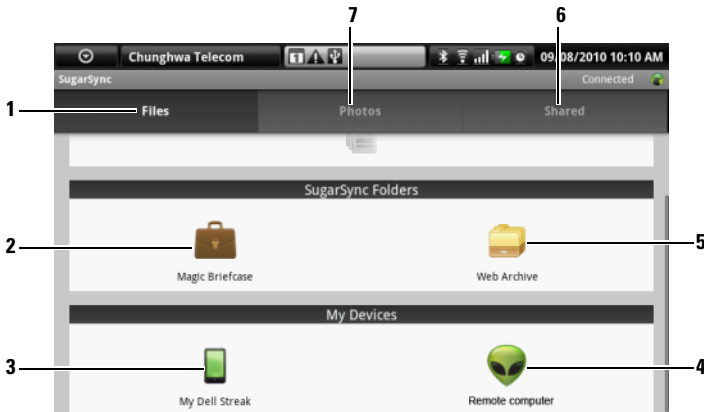 7
6
Chunghwa Telecom
1
09/08/2010 10:10 AM
SugarSync
Connected
1
Files
Photos
Shared
SugarSync Folders
2
5
Magic Briefcase
Web Archive
My Devices
3
4
My Dell Streak
Remote computer